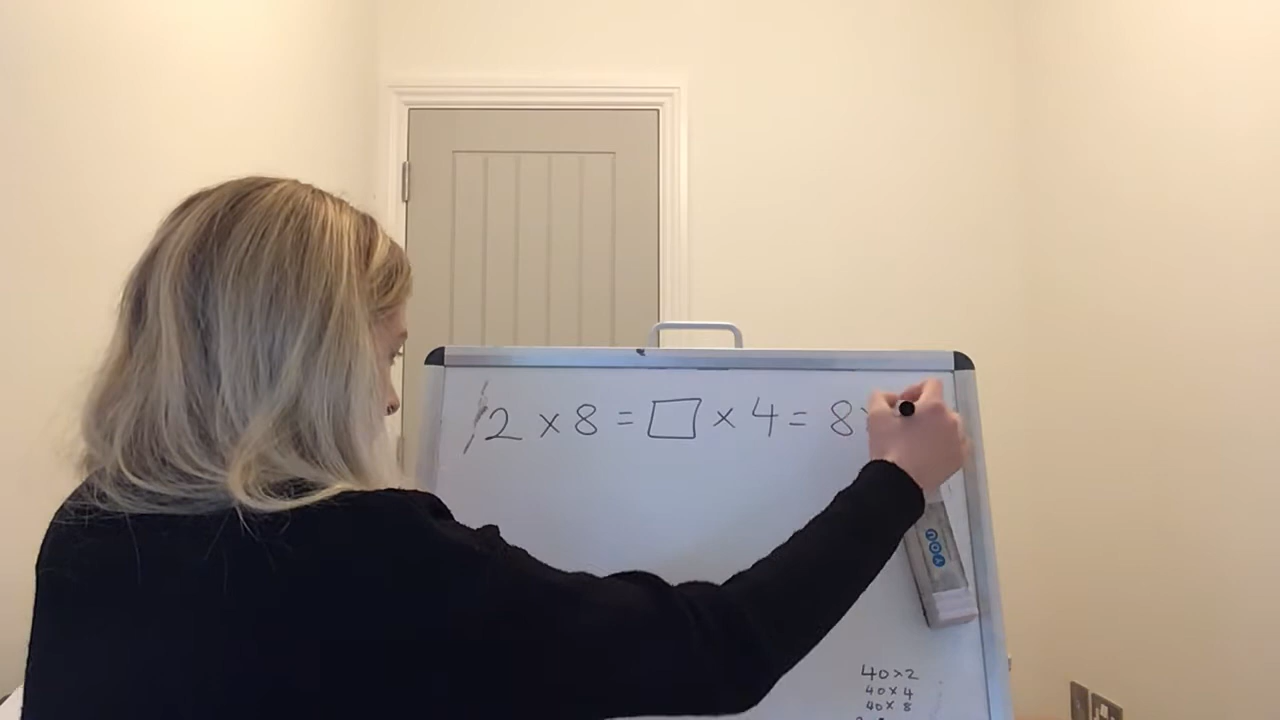 2 × 8 = □ × 4 = 8 ×
40×2
40×4
40×8